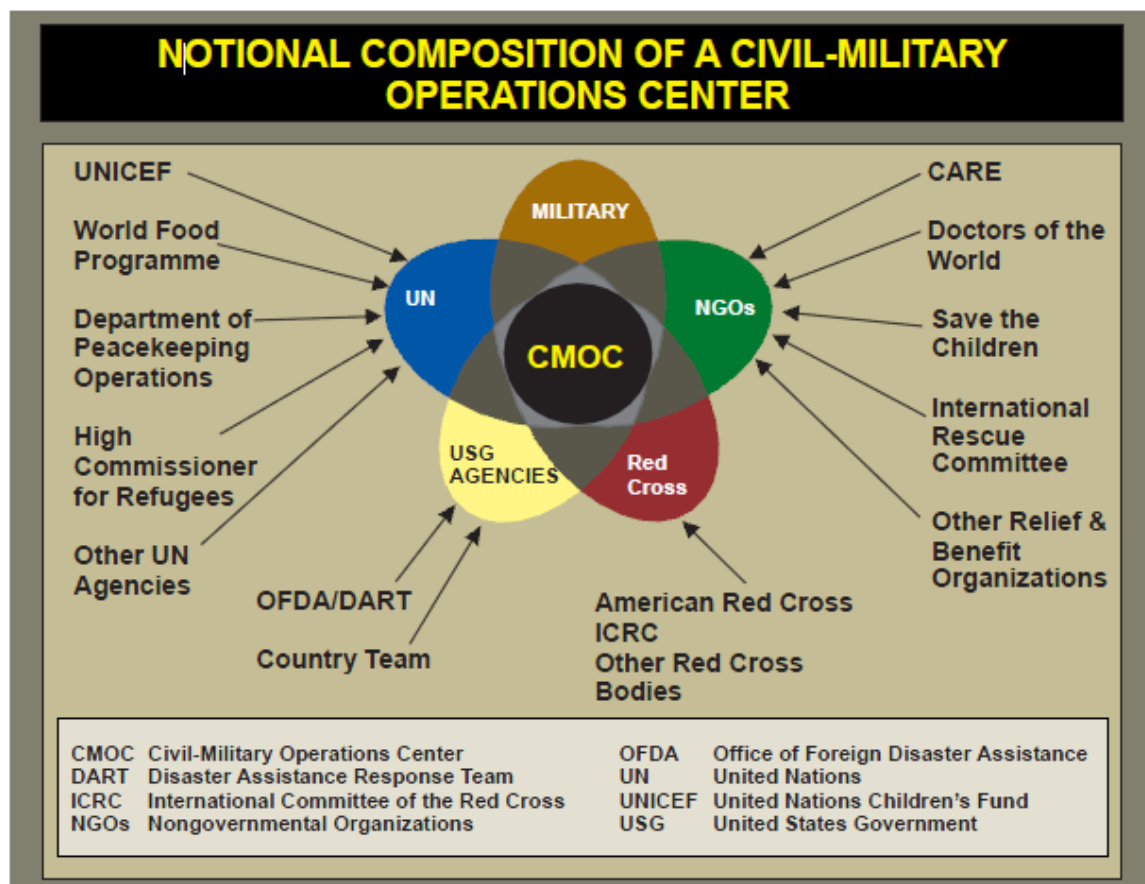 NOTIONAL COMPOSITION OF A CIVIL-MILITARY
OPERATIONS CENTER
UNICEF
World Food
Programme
Department of
Peacekeeping
Operations
High
Commissioner
for Refugees
Other UN
Agencies
MILITARY
UN
NGOs
CMOC
USG
AGENCIES
Red
Cross
CARE
Doctors of the
World
Save the
Children
International
Rescue
Committee
Other Relief &
Benefit
Organizations
OFDA/DART
Country Team
American Red Cross
ICRC
Other Red Cross
Bodies
CMOC Civil-Military Operations Center
DART Disaster Assistance Response Team
ICRC International Committee of the Red Cross
NGOs Nongovernmental Organizations
OFDA Office of Foreign Disaster Assistance
UN United Nations
UNICEF United Nations Children's Fund
USG United States Government